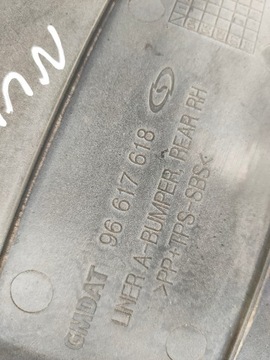 GMDAT 96 617 618
LINER A-BUMPER, REAR RH
>PP+TPS-SBS<